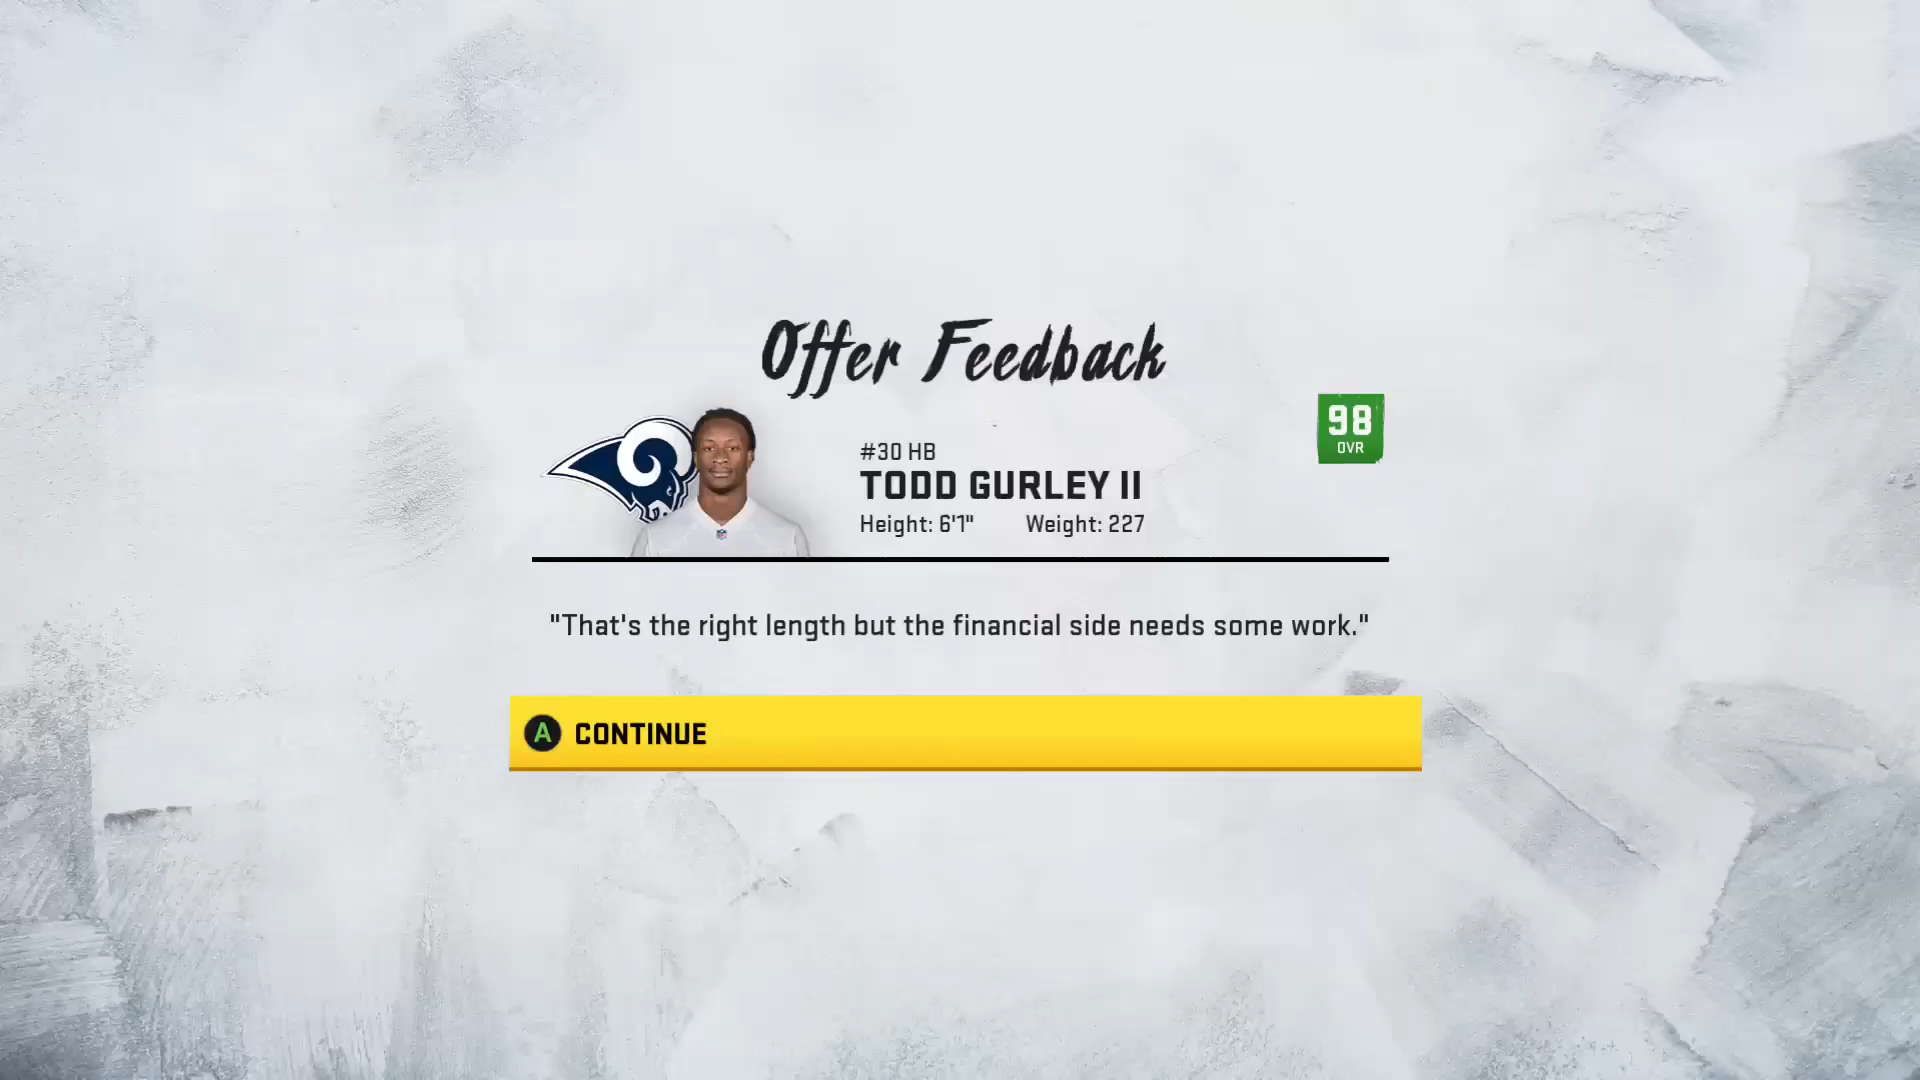 Offer Feedback
98
OVR
#30 HB
TODD GURLEY II
Height: 6'1" Weight: 227
"That's the right length but the financial side needs some work."
A CONTINUE